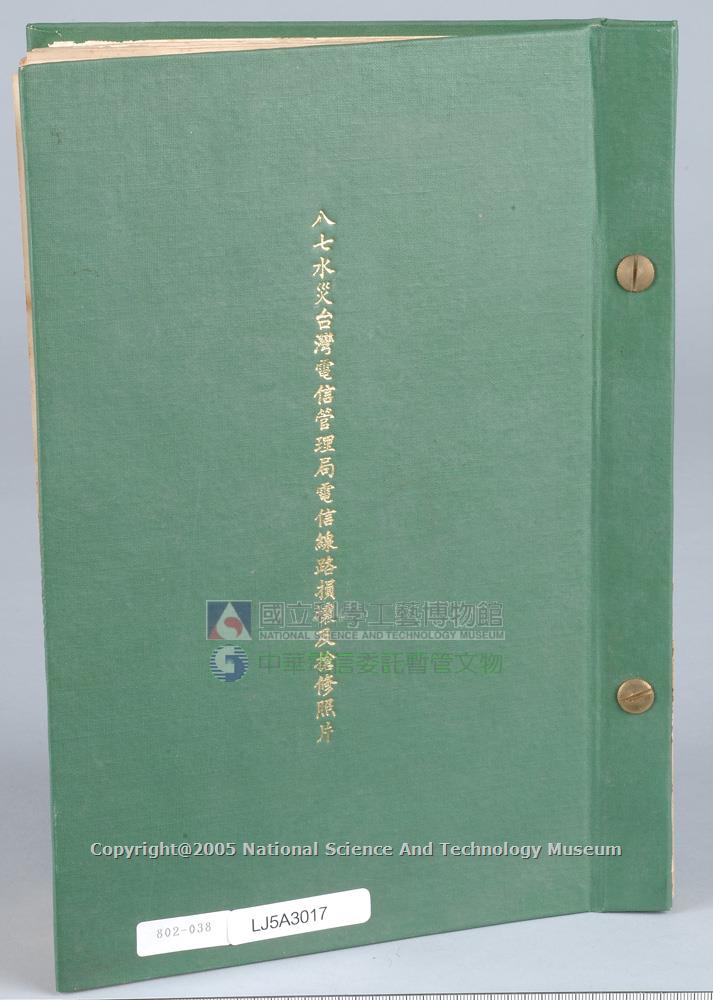 八七水災台灣電信管理局電信線路損壞及搶修照片
國立科學工藝博物館
NATIONAL SCIENCE AND TECHNOLOGY MUSEUM
中華電信委託暫管文物
Copyright@2005 National Science And Technology Museum
802-038
LJ5A3017